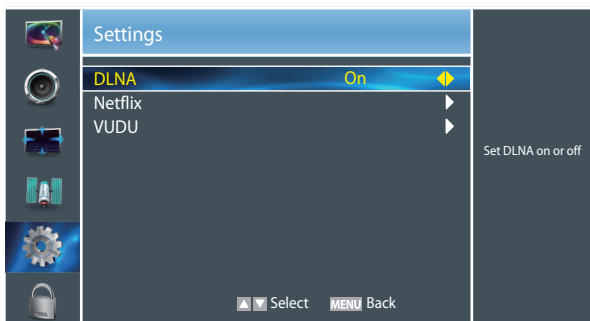 Settings
DLNA On
Netflix
VUDU
Set DLNA on or off
Select MENU Back